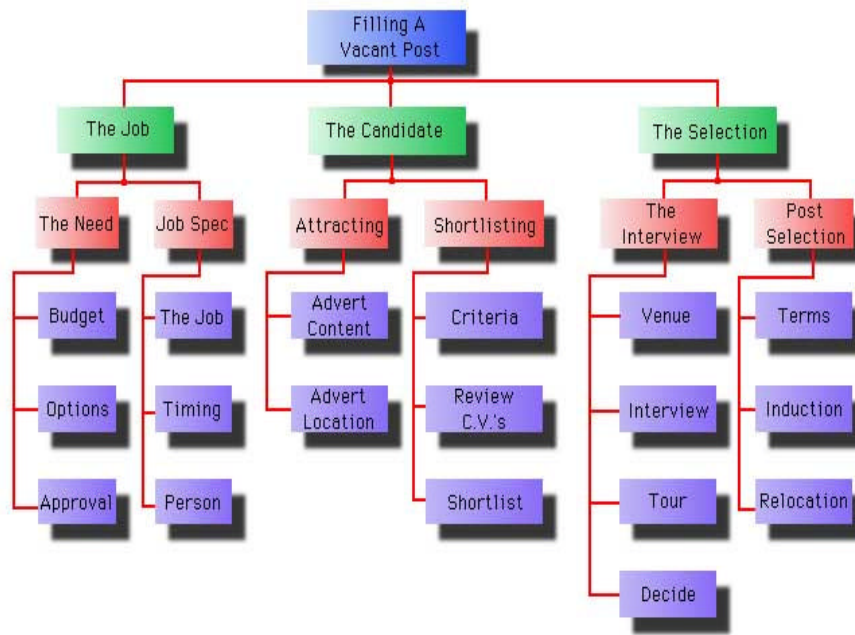 Filling A
Vacant Post
The Job
The Candidate
The Selection
The Need
Job Spec
Attracting
Shortlisting
The
Interview
Post
Selection
Budget
Options
Approval
The Job
Timing
Person
Advert
Content
Advert
Location
Criteria
Review
C.V.'s
Shortlist
Venue
Interview
Tour
Decide
Terms
Induction
Relocation